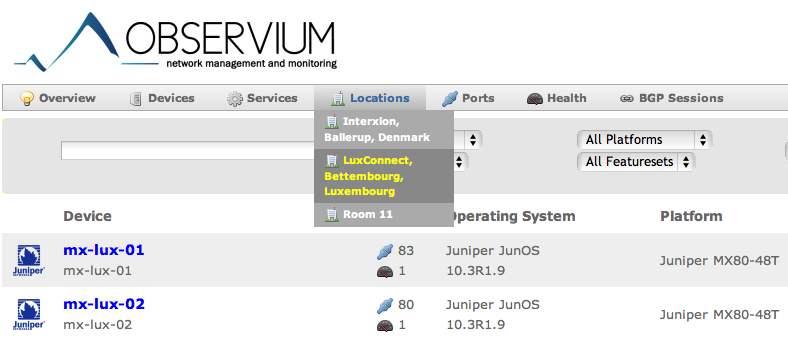 OBSERVIUM
network management and monitoring
Overview Devices Services Locations Ports Health BGP Sessions
Interxion,
Ballerup, Denmark
LuxConnect,
Bettembourg,
Luxembourg
Room 11
All Platforms
All Featuresets
Device Operating System Platform
mx-lux-01 83 Juniper JunOS Juniper MX80-48T
Juniper mx-lux-01 1 10.3R1.9
mx-lux-02 80 Juniper JunOS Juniper MX80-48T
Juniper mx-lux-02 1 10.3R1.9